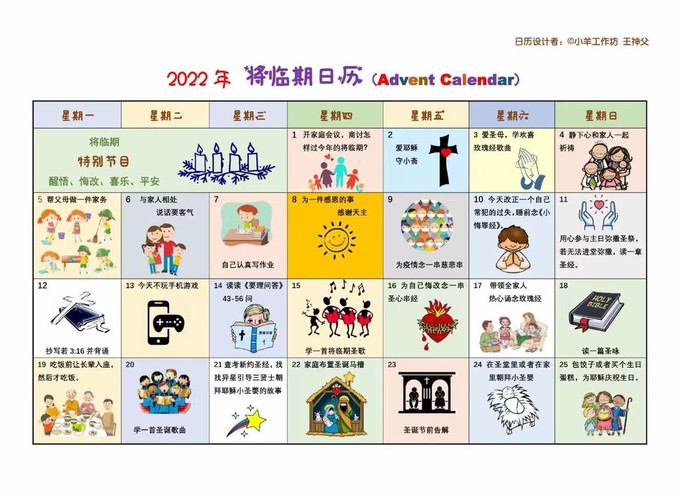 日历设计者：©小羊工作坊 王神父
2022 年 将临期日历（Advent Calendar）
星期一 星期二 星期三 星期四 星期五 星期六 星期日
将临期
特别节目
醒悟、悔改、喜乐、平安
1 开家庭会议，商讨怎
样过今年的将临期？
2 爱耶稣
守小斋
3 爱圣母，学欢喜
玫瑰经歌曲
4 静下心和家人一起
祈祷
5 帮父母做一件家务
6 与家人相处
说话要客气
7
自己认真写作业
8 为一件感恩的事
感谢天主
9
为疫情念一串慈悲串
10 今天改正一个自己
常犯的过失，睡前念《小
悔罪经》。
11
用心参与主日弥撒圣祭，
若无法进堂弥撒，读一章
圣经。
12
抄写若 3:16 并背诵
13 今天不玩手机游戏
14 读读《要理问答》
43-56 问
15
学一首将临期圣歌
16 为自己悔改念一串
圣心串经
17 带领全家人
热心诵念玫瑰经
18
HOLY
BIBLE
读一篇圣咏
19 吃饭前让长辈入座，
然后才吃饭。
20
学一首圣诞歌曲
21 查考新约圣经，找
找异星引导三贤士朝
拜耶稣小圣婴的故事
22 家庭布置圣诞马槽
23
圣诞节前告解
24 在圣堂里或者在家
里朝拜小圣婴
25 包饺子或者买个生日
蛋糕，为耶稣庆祝生日。